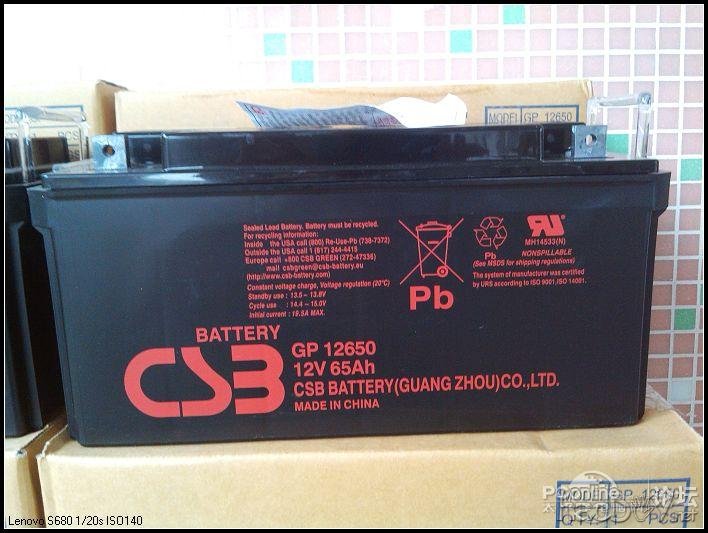 MODEL GP 12650
PCS
Sealed Lead Battery. Battery must be recycled.
For recycling information:
Inside the USA call (800) Re-Use-Pb (738-7372)
Outside the USA call 1 (817) 244-4415
Europe call +800 CSB GREEN (272-47336)
mail csbgreen@csb-battery.eu
(http://www.csb-battery.com)
Constant voltage charge, Voltage regulation (20°C)
Standby use : 13.5 ~ 13.8V
Cycle use : 14.4 ~ 15.0V
Initial current : 19.5A MAX.
Pb
Pb
MH14533(N)
NONSPILLABLE
(See MSDS for shipping regulations)
The system of manufacture was certified
by URS according to ISO 9001,ISO 14001.
BATTERY
CSB
GP 12650
12V 65Ah
CSB BATTERY(GUANG ZHOU)CO.,LTD.
MADE IN CHINA
QTY
PCS
Lenovo S680 1/20s ISO140